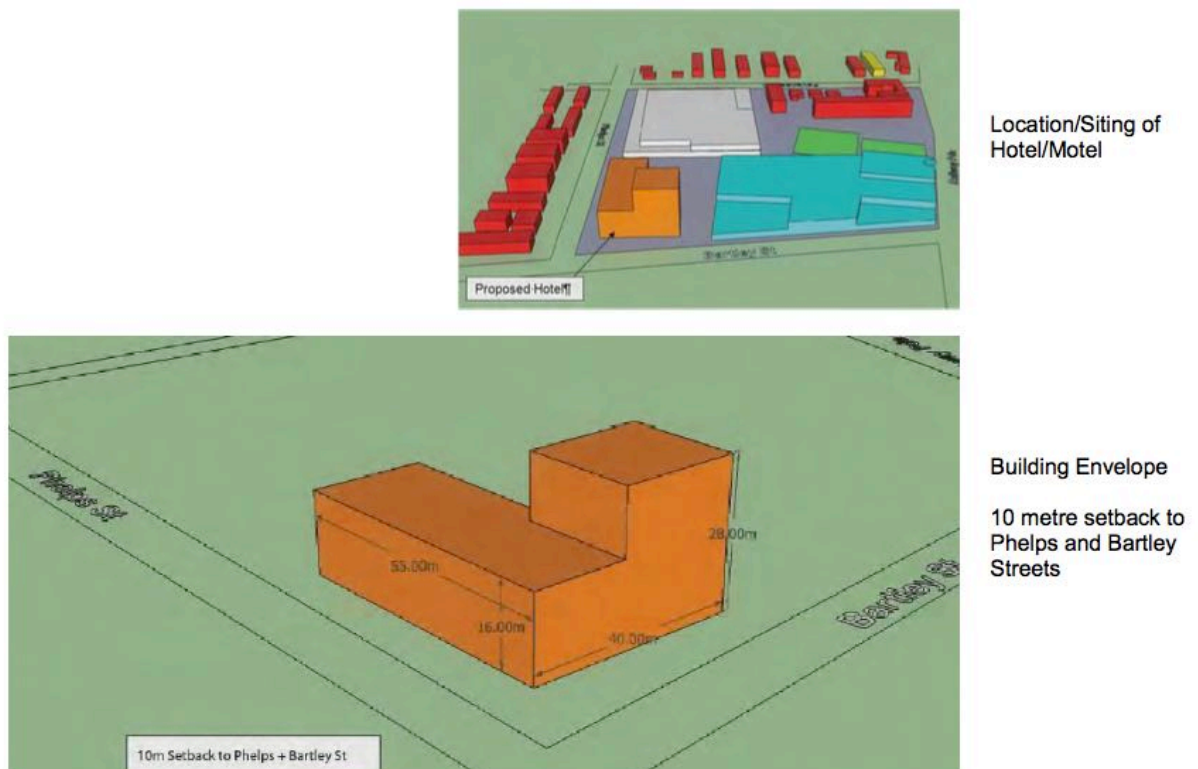 Location/Siting of
Hotel/Motel
Proposed Hotel¶
Building Envelope
10 metre setback to
Phelps and Bartley
Streets
Phelps St
Bartley St
55.00m
16.00m
28.00m
40.00m
10m Setback to Phelps + Bartley St